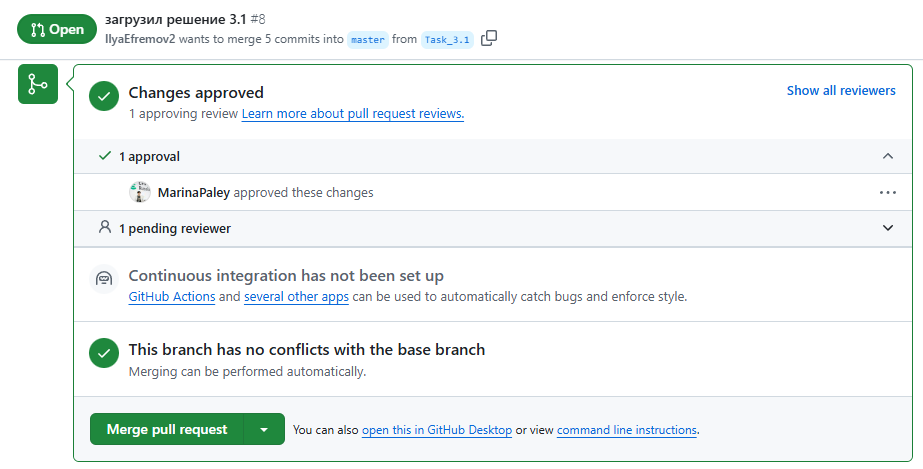 Open
загрузил решение 3.1 #8
IlyaEfremov2 wants to merge 5 commits into master from Task_3.1
Changes approved
Show all reviewers
1 approving review Learn more about pull request reviews.
1 approval
MarinaPaley approved these changes
1 pending reviewer
Continuous integration has not been set up
GitHub Actions and several other apps can be used to automatically catch bugs and enforce style.
This branch has no conflicts with the base branch
Merging can be performed automatically.
Merge pull request
You can also open this in GitHub Desktop or view command line instructions.